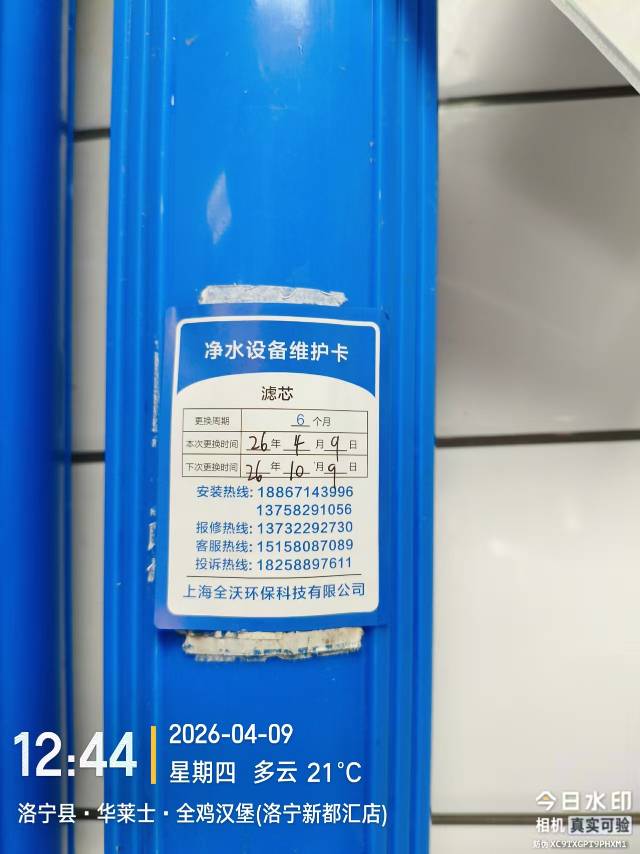 净水设备维护卡
滤芯
更换周期 6 个月
本次更换时间 26 年 4 月 9 日
下次更换时间 26 年 10 月 9 日
安装热线: 18867143996
13758291056
报修热线: 13732292730
客服热线: 15158087089
投诉热线: 18258897611
上海全沃环保科技有限公司
12:44
2026-04-09
星期四 多云 21℃
洛宁县·华莱士·全鸡汉堡(洛宁新都汇店)
今日水印
相机 真实可验
防伪 XC9TXGPT9PHXM1